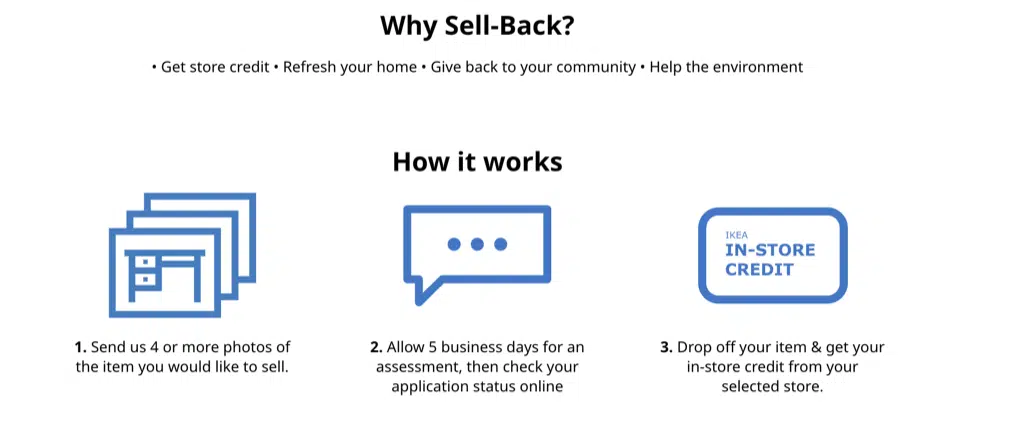 Why Sell-Back?
• Get store credit • Refresh your home • Give back to your community • Help the environment
How it works
1. Send us 4 or more photos of
the item you would like to sell.
2. Allow 5 business days for an
assessment, then check your
application status online
IKEA
IN-STORE
CREDIT
3. Drop off your item & get your
in-store credit from your
selected store.